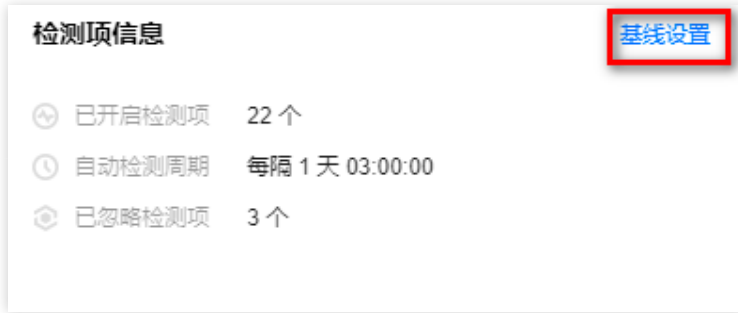 检测项信息 基线设置
已开启检测项 22 个
自动检测周期 每隔 1 天 03:00:00
已忽略检测项 3 个